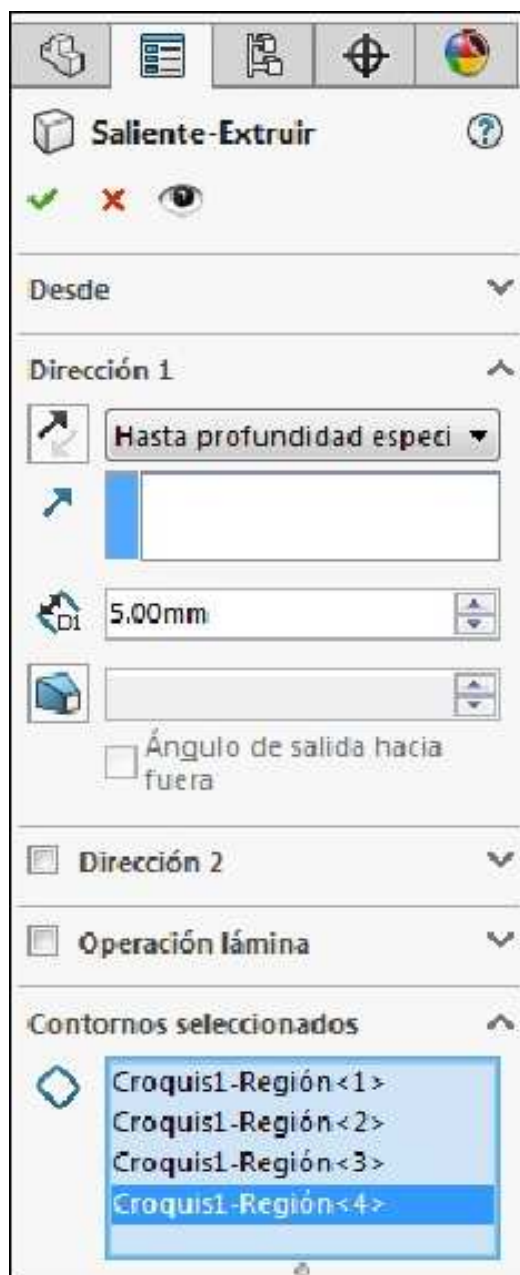 Saliente-Extruir
Desde
Dirección 1
Hasta profundidad especi
D1
5.00mm
Ángulo de salida hacia
fuera
Dirección 2
Operación lámina
Contornos seleccionados
Croquis1-Región<1>
Croquis1-Región<2>
Croquis1-Región<3>
Croquis1-Región<4>